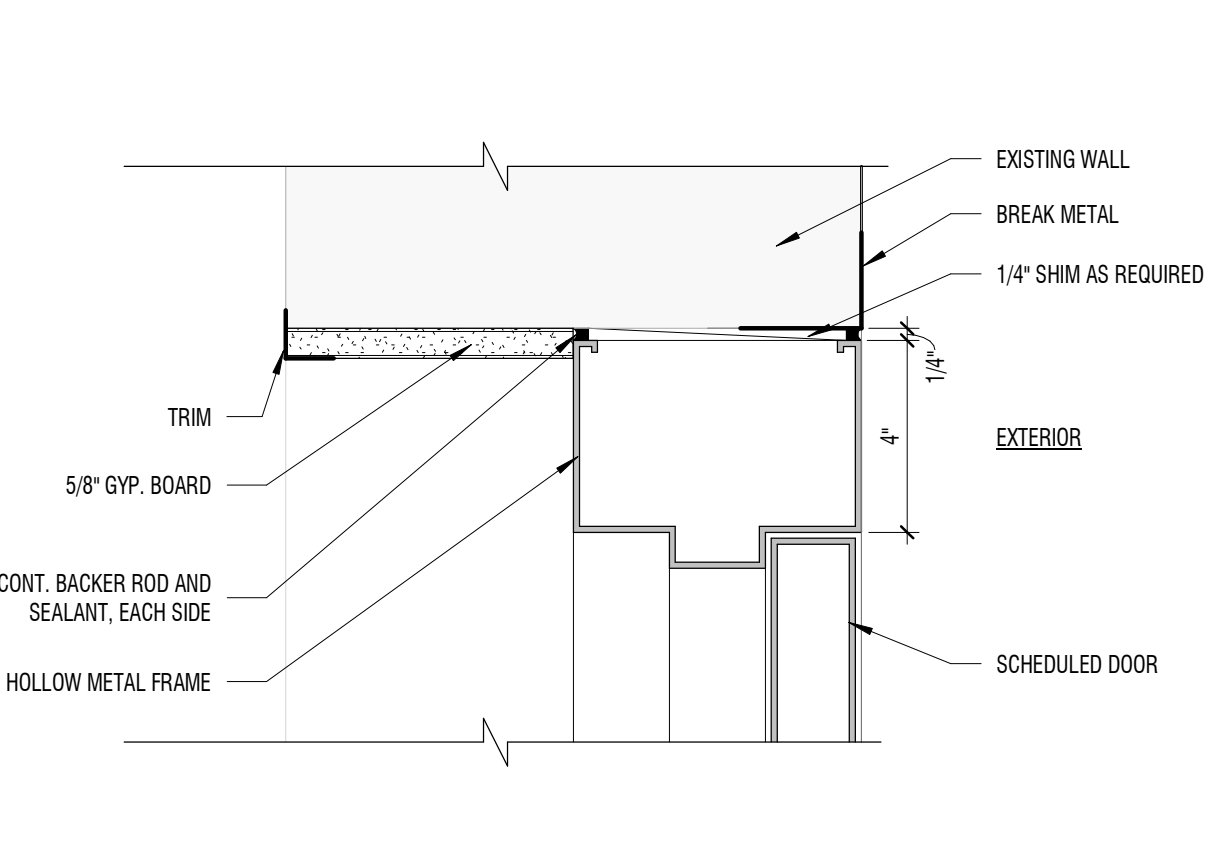 EXISTING WALL
BREAK METAL
1/4" SHIM AS REQUIRED
1/4"
TRIM
4"
EXTERIOR
5/8" GYP. BOARD
CONT. BACKER ROD AND
SEALANT, EACH SIDE
SCHEDULED DOOR
HOLLOW METAL FRAME